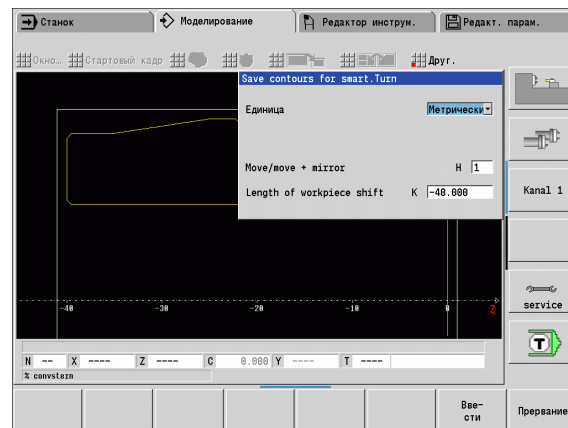 Станок Моделирование Редактор инструм. Редакт. парам.
Окно... Стартовый кадр Друг.
Save contours for smart.Turn
Единица Метрически
Move/move + mirror H 1
Length of workpiece shift K -40.000
Kanal 1
-40 -30 -20 -10 0 Z
service
T
N -- X ---- Z ---- C 0.000 Y ---- T ----
% convstern
Вве-
сти
Прервание